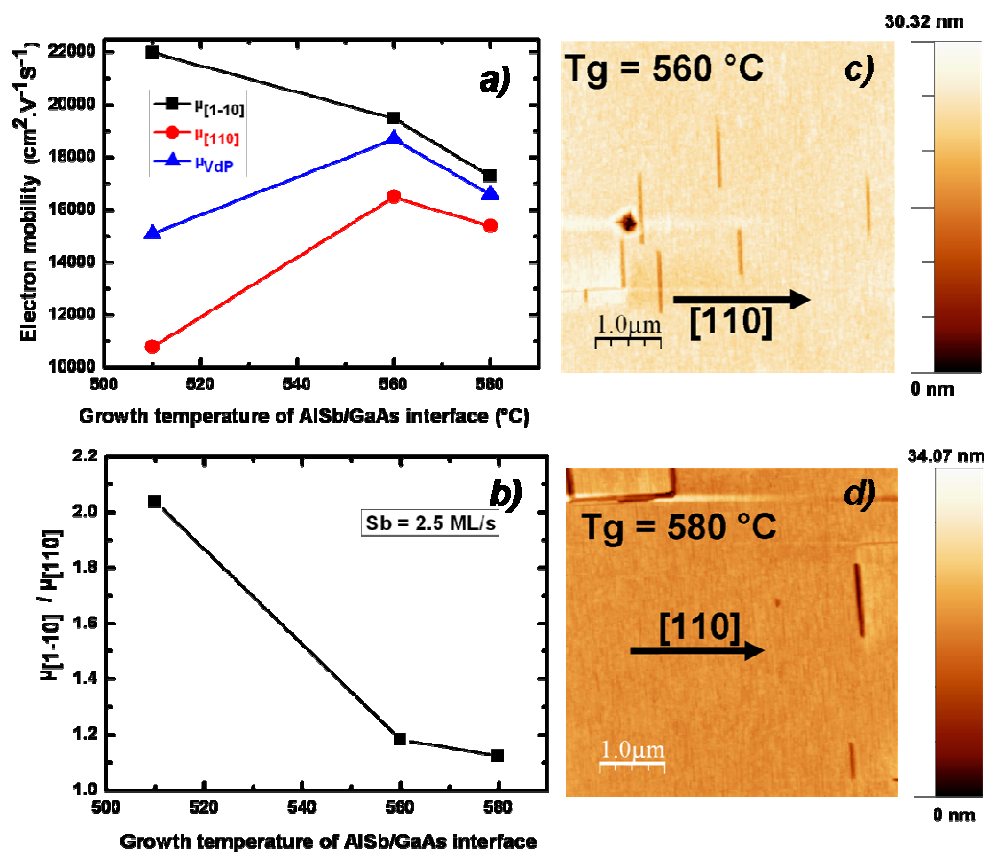 a)
22000
20000
18000
16000
14000
12000
10000
Electron mobility (cm².V⁻¹s⁻¹)
μ[1-10]
μ[110]
μVdP
500 520 540 560 580
Growth temperature of AlSb/GaAs interface (°C)
30.32 nm
Tg = 560 °C
c)
[110]
1.0μm
0 nm
b)
2.2
2.0
1.8
1.6
1.4
1.2
1.0
μ[1-10] / μ[110]
Sb = 2.5 ML/s
500 520 540 560 580
Growth temperature of AlSb/GaAs interface
34.07 nm
d)
Tg = 580 °C
[110]
1.0μm
0 nm